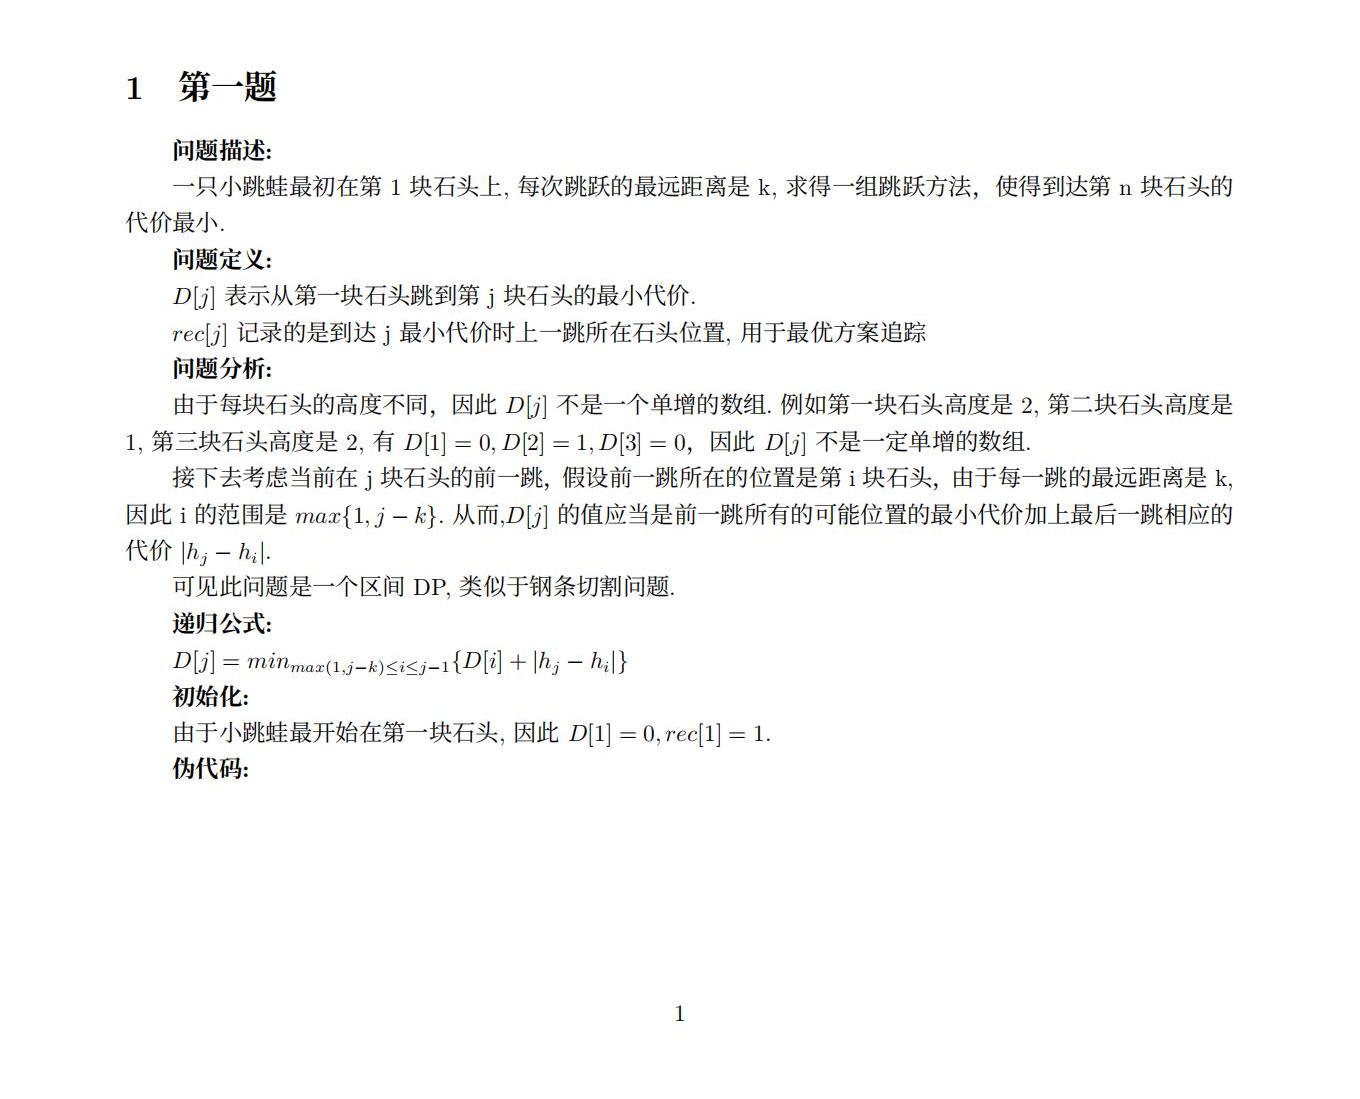 1 第一题
问题描述:
一只小跳蛙最初在第 1 块石头上, 每次跳跃的最远距离是 k, 求得一组跳跃方法，使得到达第 n 块石头的
代价最小.
问题定义:
D[j] 表示从第一块石头跳到第 j 块石头的最小代价.
rec[j] 记录的是到达 j 最小代价时上一跳所在石头位置, 用于最优方案追踪
问题分析:
由于每块石头的高度不同，因此 D[j] 不是一个单增的数组. 例如第一块石头高度是 2, 第二块石头高度是
1, 第三块石头高度是 2, 有 D[1] = 0, D[2] = 1, D[3] = 0，因此 D[j] 不是一定单增的数组.
接下去考虑当前在 j 块石头的前一跳，假设前一跳所在的位置是第 i 块石头，由于每一跳的最远距离是 k,
因此 i 的范围是 max{1, j − k}. 从而,D[j] 的值应当是前一跳所有的可能位置的最小代价加上最后一跳相应的
代价 |h_j − h_i|.
可见此问题是一个区间 DP, 类似于钢条切割问题.
递归公式:
D[j] = min_{max(1,j−k)≤i≤j−1}{D[i] + |h_j − h_i|}
初始化:
由于小跳蛙最开始在第一块石头, 因此 D[1] = 0, rec[1] = 1.
伪代码:
1